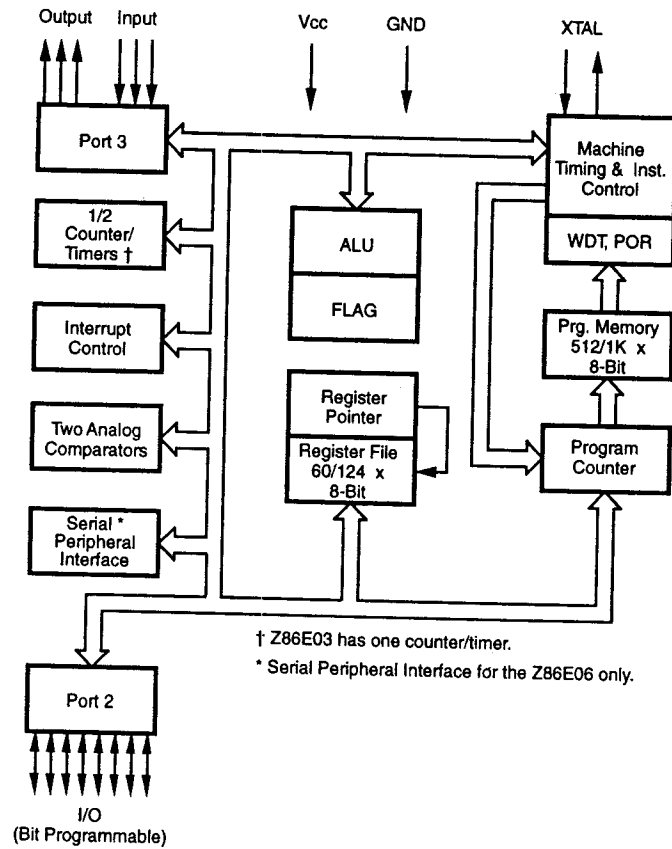 Output Input
Vcc GND
XTAL
Port 3
Machine
Timing & Inst.
Control
WDT, POR
1/2
Counter/
Timers †
ALU
FLAG
Interrupt
Control
Prg. Memory
512/1K x
8-Bit
Register
Pointer
Register File
60/124 x
8-Bit
Two Analog
Comparators
Program
Counter
Serial *
Peripheral
Interface
† Z86E03 has one counter/timer.
* Serial Peripheral Interface for the Z86E06 only.
Port 2
I/O
(Bit Programmable)